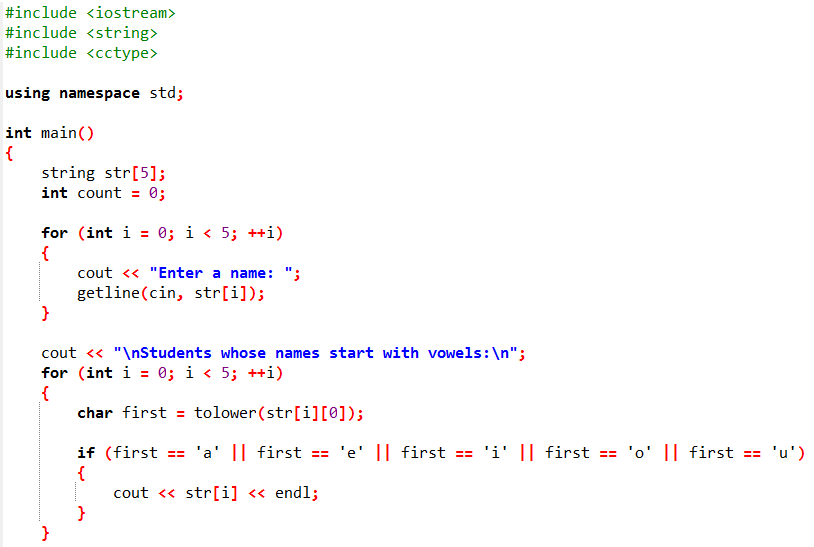 #include <iostream>
#include <string>
#include <cctype>

using namespace std;

int main()
{
    string str[5];
    int count = 0;

    for (int i = 0; i < 5; ++i)
    {
        cout << "Enter a name: ";
        getline(cin, str[i]);
    }

    cout << "\nStudents whose names start with vowels:\n";
    for (int i = 0; i < 5; ++i)
    {
        char first = tolower(str[i][0]);

        if (first == 'a' || first == 'e' || first == 'i' || first == 'o' || first == 'u')
        {
            cout << str[i] << endl;
        }
    }